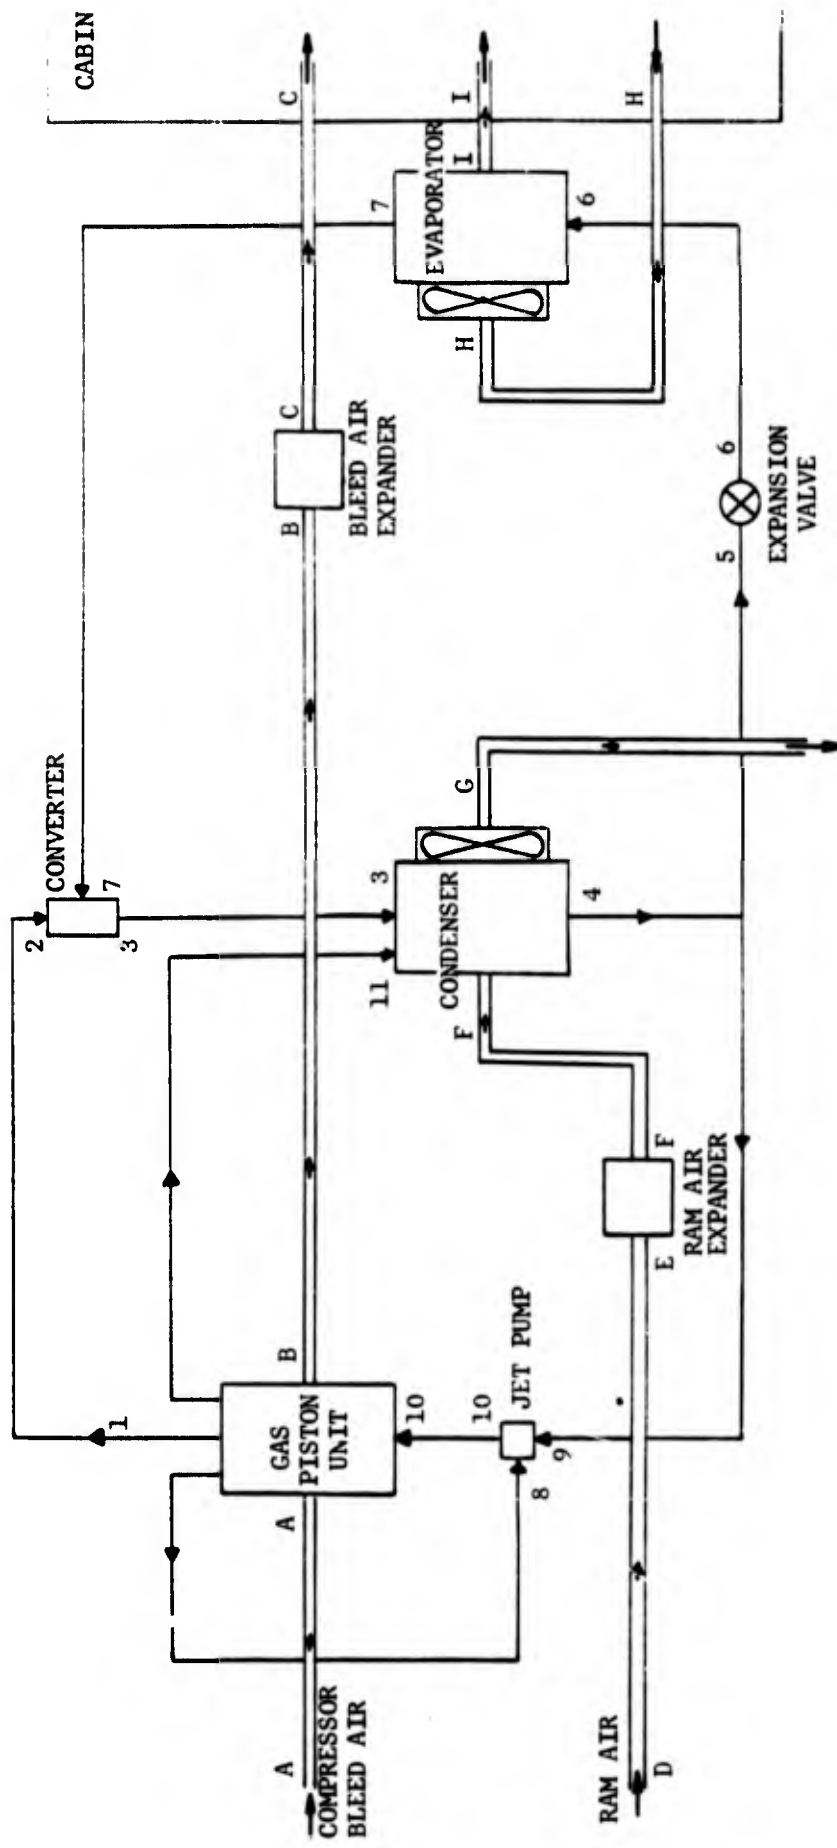 CABIN
C
I
H
I
EVAPORATOR
7
6
H
C
BLEED AIR
EXPANDER
B
6
EXPANSION
VALVE
5
CONVERTER
7
2
3
3
CONDENSER
11
4
G
F
F
RAM AIR
EXPANDER
E
1
B
GAS
PISTON
UNIT
A
10
10
JET PUMP
9
8
A
COMPRESSOR
BLEED AIR
RAM AIR
D